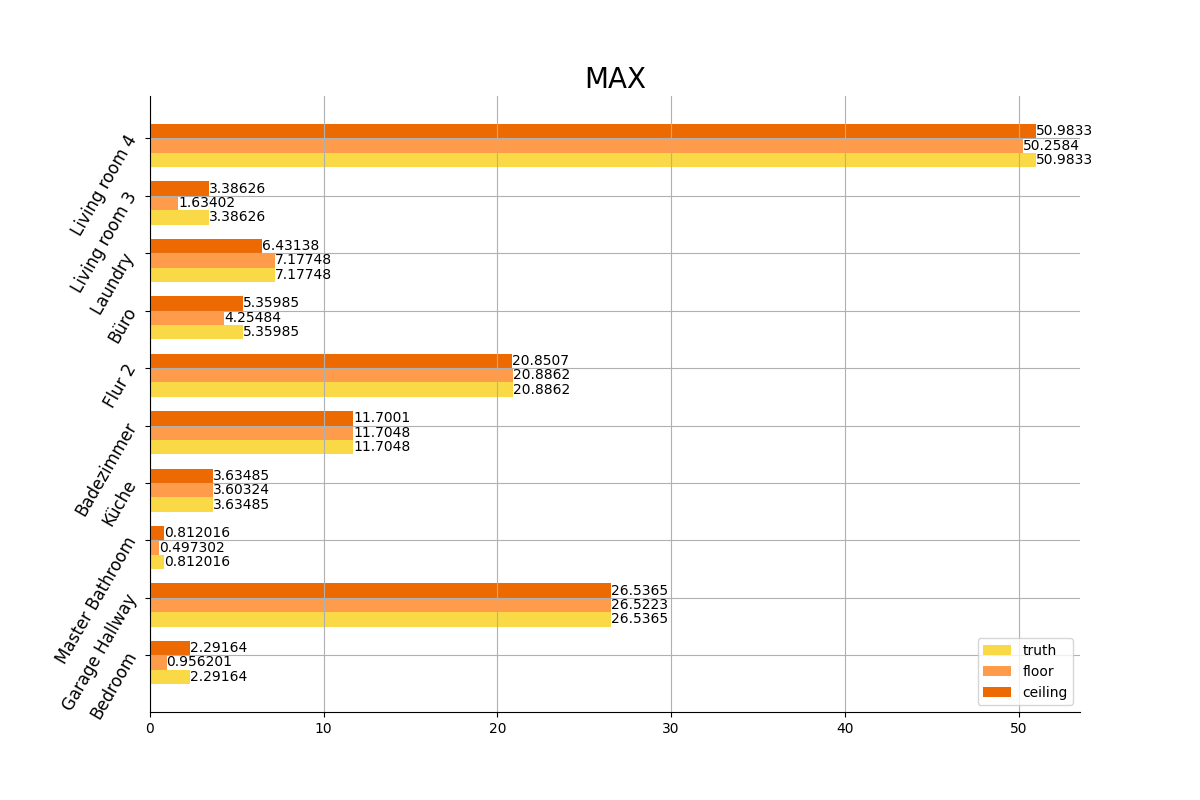 MAX
Living room 4
50.9833
50.2584
50.9833
Living room 3
3.38626
1.63402
3.38626
Laundry
6.43138
7.17748
7.17748
Büro
5.35985
4.25484
5.35985
Flur 2
20.8507
20.8862
20.8862
Badezimmer
11.7001
11.7048
11.7048
Küche
3.63485
3.60324
3.63485
Master Bathroom
0.812016
0.497302
0.812016
Garage Hallway
26.5365
26.5223
26.5365
Bedroom
2.29164
0.956201
2.29164
truth
floor
ceiling
0 10 20 30 40 50